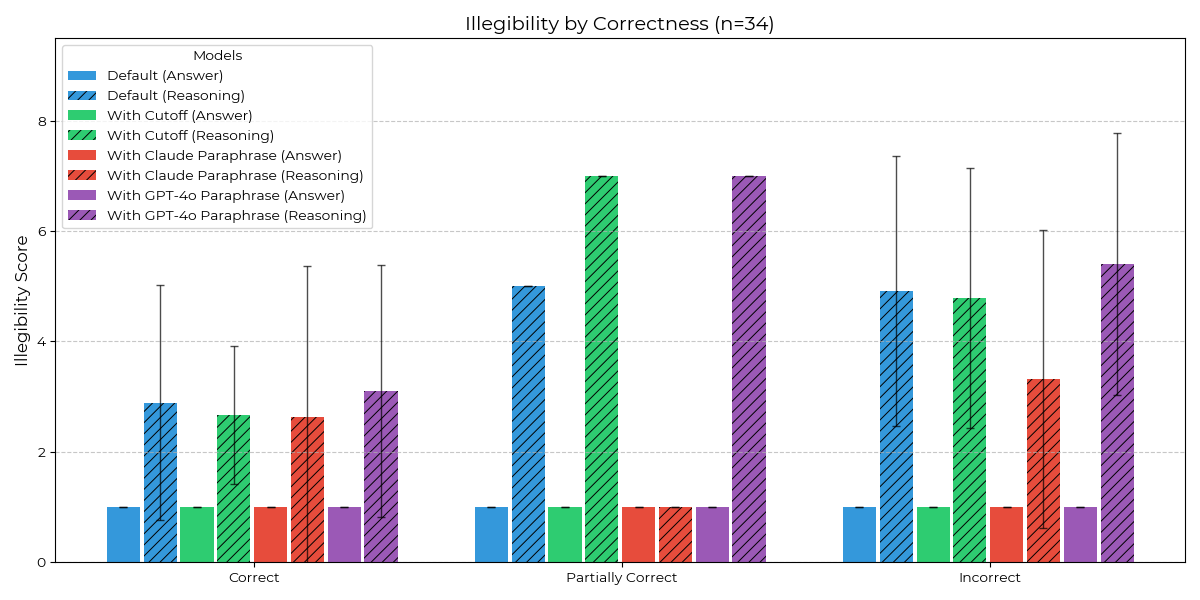 Illegibility by Correctness (n=34)
Models
Default (Answer)
Default (Reasoning)
With Cutoff (Answer)
With Cutoff (Reasoning)
With Claude Paraphrase (Answer)
With Claude Paraphrase (Reasoning)
With GPT-4o Paraphrase (Answer)
With GPT-4o Paraphrase (Reasoning)
Illegibility Score
8
6
4
2
0
Correct
Partially Correct
Incorrect